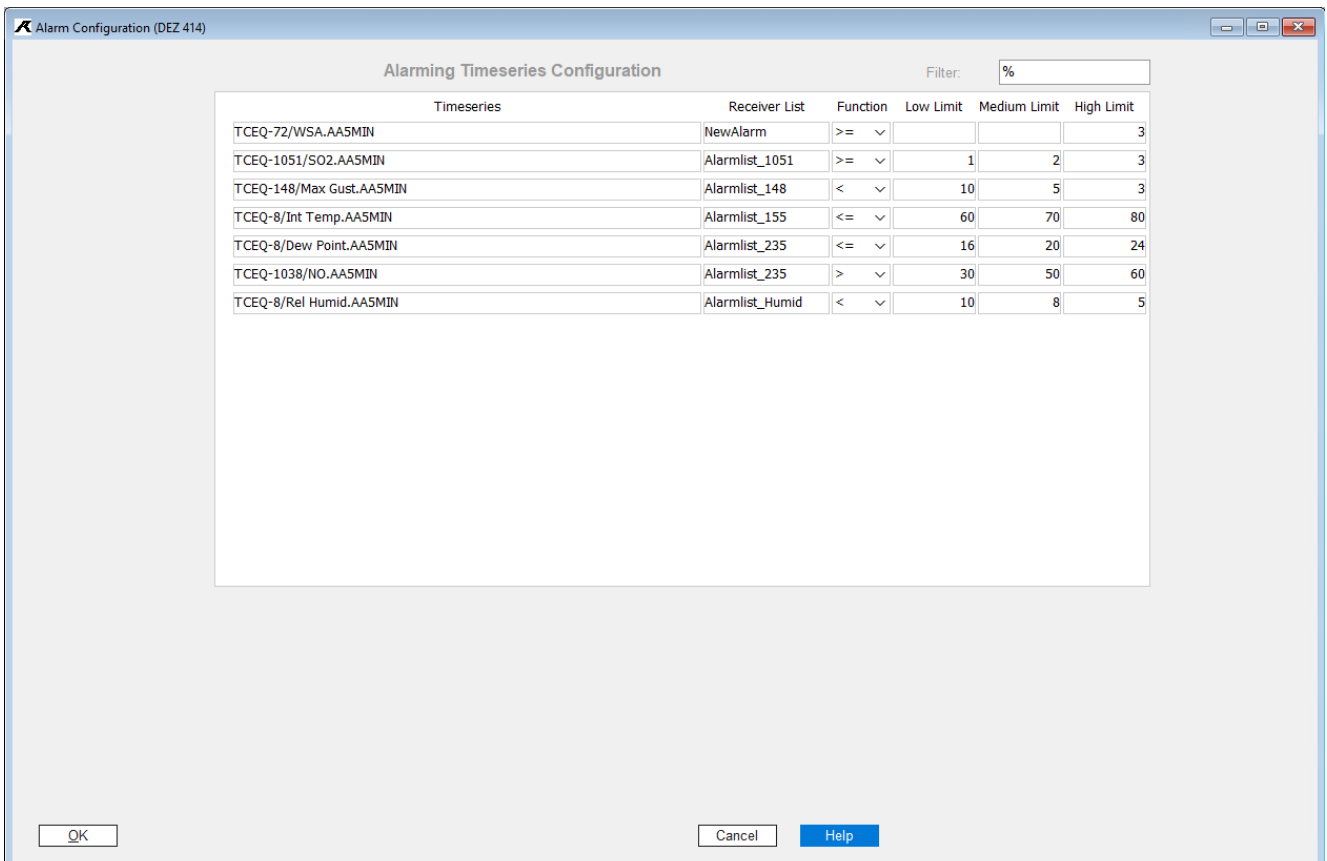 Alarm Configuration (DEZ 414)
Alarming Timeseries Configuration Filter: %
Timeseries Receiver List Function Low Limit Medium Limit High Limit
TCEQ-72/WSA.AA5MIN NewAlarm >= 3
TCEQ-1051/SO2.AA5MIN Alarmlist_1051 >= 1 2 3
TCEQ-148/Max Gust.AA5MIN Alarmlist_148 < 10 5 3
TCEQ-8/Int Temp.AA5MIN Alarmlist_155 <= 60 70 80
TCEQ-8/Dew Point.AA5MIN Alarmlist_235 <= 16 20 24
TCEQ-1038/NO.AA5MIN Alarmlist_235 > 30 50 60
TCEQ-8/Rel Humid.AA5MIN Alarmlist_Humid < 10 8 5
OK Cancel Help